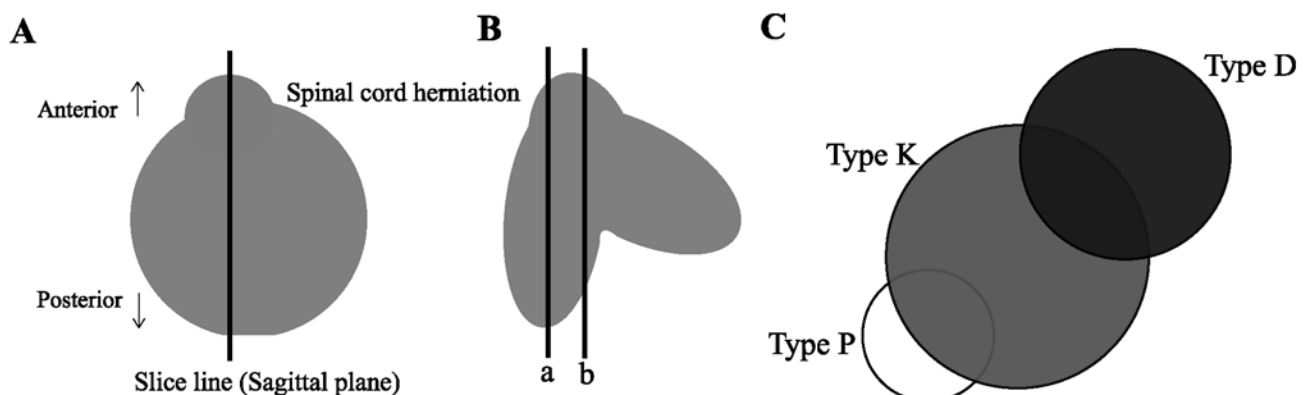 A
Anterior
Spinal cord herniation
Posterior
Slice line (Sagittal plane)
B
a
b
C
Type D
Type K
Type P